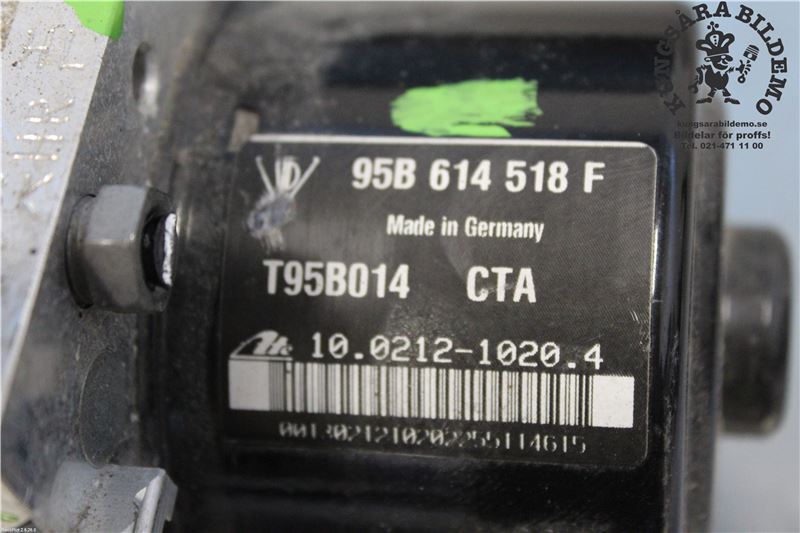 KUNGSÅRA BILDEMO
kungsarabildemo.se
Bildelar för proffs!
Tel. 021-471 11 00
95B 614 518 F
Made in Germany
T95B014 CTA
10.0212-1020.4
0013021210202255114615